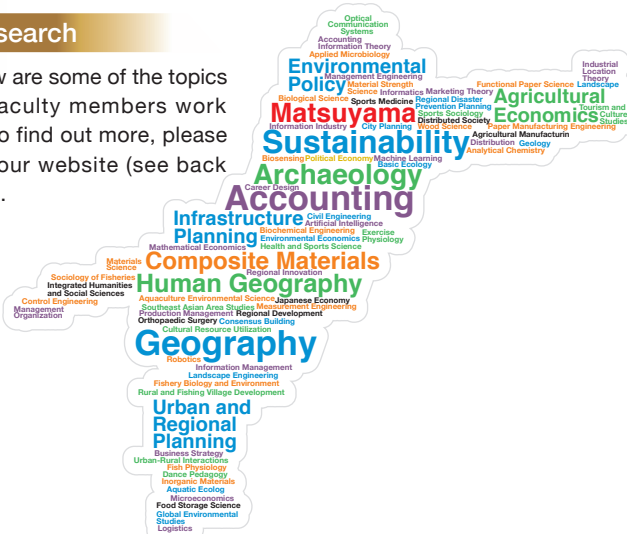 search
w are some of the topics
aculty members work
o find out more, please
our website (see back
.
Optical
Communication
Systems
Accounting
Information Theory
Applied Microbiology
Environmental
Policy
Management Engineering
Material Strength
Science
Informatics
Marketing Theory
Biological Science
Sports Medicine
Regional Disaster
Prevention Planning
Matsuyama
Sports Sociology
Distributed Society
Information Industry
City Planning
Wood Science
Functional Paper Science
Industrial
Location
Theory
Landscape
Agricultural
Economics
Tourism and
Culture
Studies
Paper Manufacturing Engineering
Agricultural Manufacturin
Distribution
Geology
Analytical Chemistry
Sustainability
Biosensing
Political Economy
Machine Learning
Basic Ecology
Archaeology
Career Design
Accounting
Infrastructure
Planning
Civil Engineering
Artificial Intelligence
Biochemical Engineering
Exercise
Physiology
Environmental Economics
Health and Sports Science
Mathematical Economics
Materials
Science
Composite Materials
Regional Innovation
Sociology of Fisheries
Human Geography
Integrated Humanities
and Social Sciences
Control Engineering
Management
Organization
Aquaculture Environmental Science
Japanese Economy
Southeast Asian Area Studies
Measurement Engineering
Production Management
Regional Development
Orthopaedic Surgery
Consensus Building
Cultural Resource Utilization
Geography
Robotics
Information Management
Landscape Engineering
Fishery Biology and Environment
Rural and Fishing Village Development
Urban and
Regional
Planning
Business Strategy
Urban-Rural Interactions
Fish Physiology
Dance Pedagogy
Inorganic Materials
Aquatic Ecolog
Microeconomics
Food Storage Science
Global Environmental
Studies
Logistics